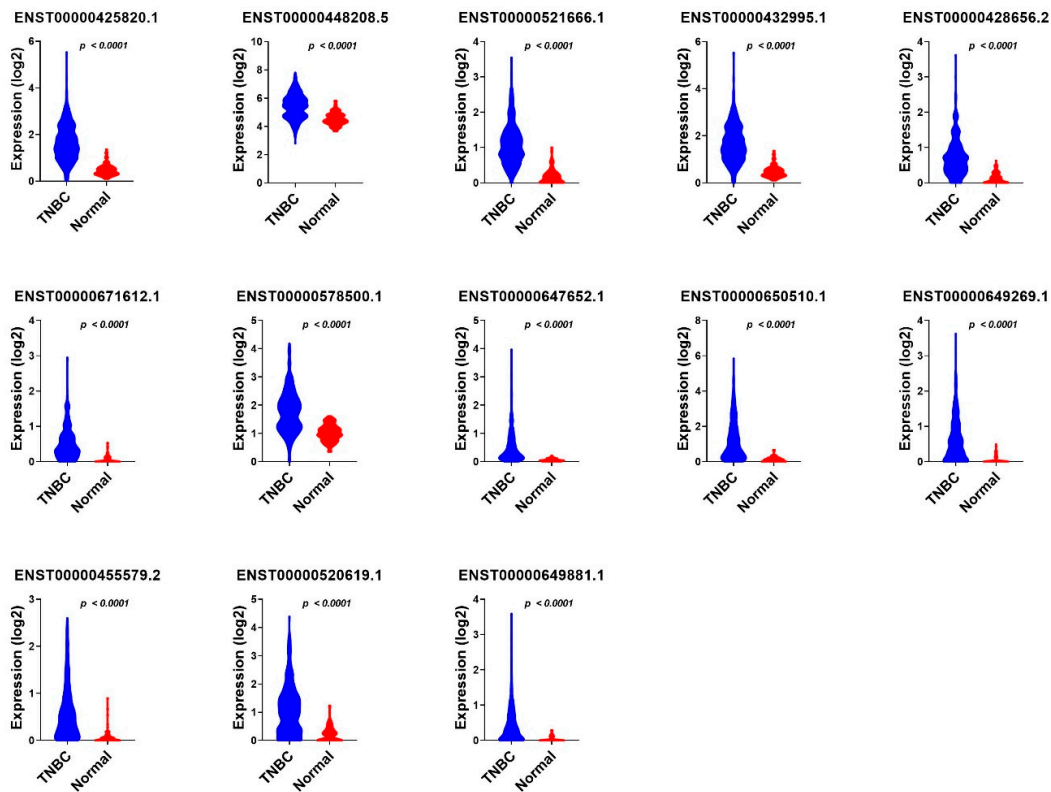 ENST00000425820.1 ENST00000448208.5 ENST00000521666.1 ENST00000432995.1 ENST00000428656.2
p < 0.0001 p < 0.0001 p < 0.0001 p < 0.0001 p < 0.0001
Expression (log2) Expression (log2) Expression (log2) Expression (log2) Expression (log2)
6 10 4 6 4
4 8 3 4 3
2 6 2 2 2
0 4 1 0 1
2 0 0
0
TNBC Normal TNBC Normal TNBC Normal TNBC Normal TNBC Normal
ENST00000671612.1 ENST00000578500.1 ENST00000647652.1 ENST00000650510.1 ENST00000649269.1
p < 0.0001 p < 0.0001 p < 0.0001 p < 0.0001 p < 0.0001
Expression (log2) Expression (log2) Expression (log2) Expression (log2) Expression (log2)
4 5 5 8 4
3 4 4 6 3
2 3 3 4 2
1 2 2 2 1
0 1 1 0 0
0 0
TNBC Normal TNBC Normal TNBC Normal TNBC Normal TNBC Normal
ENST00000455579.2 ENST00000520619.1 ENST00000649881.1
p < 0.0001 p < 0.0001 p < 0.0001
Expression (log2) Expression (log2) Expression (log2)
3 5 4
2 4 3
1 3 2
0 2 1
1 0
0
TNBC Normal TNBC Normal TNBC Normal